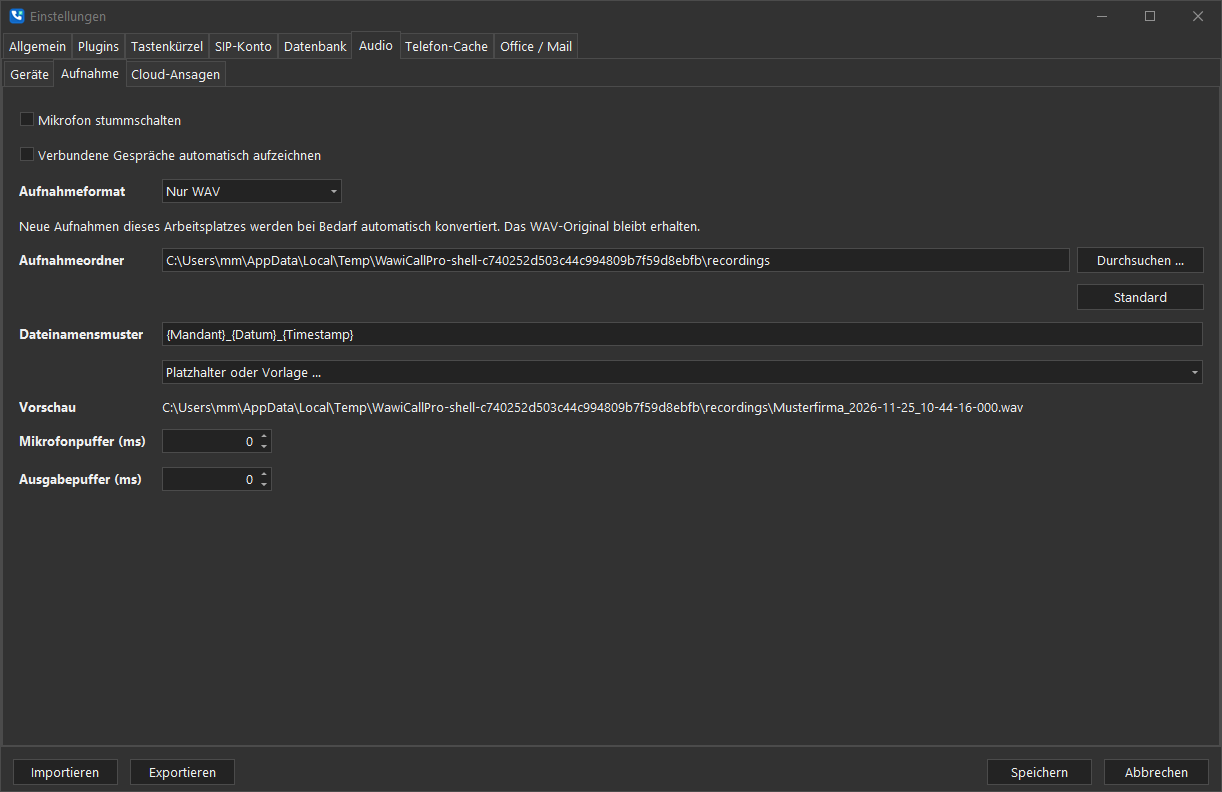 Einstellungen
Allgemein Plugins Tastenkürzel SIP-Konto Datenbank Audio Telefon-Cache Office / Mail
Geräte Aufnahme Cloud-Ansagen
Mikrofon stummschalten
Verbundene Gespräche automatisch aufzeichnen
Aufnahmeformat Nur WAV
Neue Aufnahmen dieses Arbeitsplatzes werden bei Bedarf automatisch konvertiert. Das WAV-Original bleibt erhalten.
Aufnahmeordner C:\Users\mm\AppData\Local\Temp\WawiCallPro-shell-c740252d503c44c994809b7f59d8ebfb\recordings Durchsuchen ...
Standard
Dateinamensmuster {Mandant}_{Datum}_{Timestamp}
Platzhalter oder Vorlage ...
Vorschau C:\Users\mm\AppData\Local\Temp\WawiCallPro-shell-c740252d503c44c994809b7f59d8ebfb\recordings\Musterfirma_2026-11-25_10-44-16-000.wav
Mikrofonpuffer (ms) 0
Ausgabepuffer (ms) 0
Importieren Exportieren Speichern Abbrechen